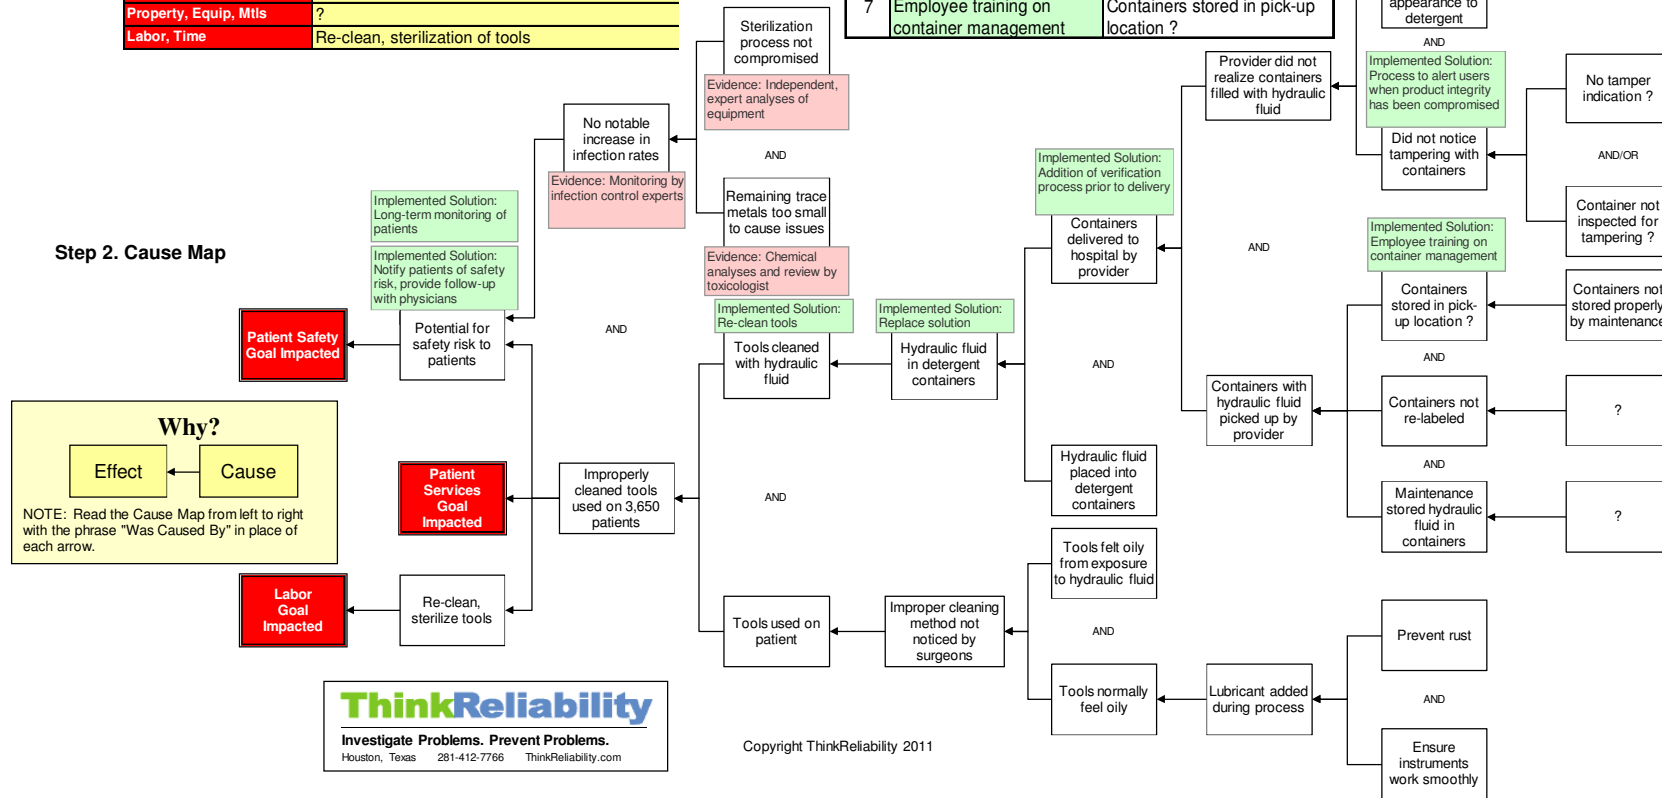 Property, Equip, Mtls
?
Labor, Time
Re-clean, sterilization of tools
7
Employee training on
container management
Containers stored in pick-up
location ?
Step 2. Cause Map
Why?
Effect
Cause
NOTE: Read the Cause Map from left to right
with the phrase "Was Caused By" in place of
each arrow.
Patient Safety
Goal Impacted
Patient
Services
Goal
Impacted
Labor
Goal
Impacted
Implemented Solution:
Long-term monitoring of
patients
Implemented Solution:
Notify patients of safety
risk, provide follow-up
with physicians
Potential for
safety risk to
patients
Re-clean,
sterilize tools
No notable
increase in
infection rates
Evidence: Monitoring by
infection control experts
AND
Improperly
cleaned tools
used on 3,650
patients
Sterilization
process not
compromised
Evidence: Independent,
expert analyses of
equipment
AND
Remaining trace
metals too small
to cause issues
Evidence: Chemical
analyses and review by
toxicologist
Implemented Solution:
Re-clean tools
Tools cleaned
with hydraulic
fluid
AND
Tools used on
patient
Implemented Solution:
Replace solution
Hydraulic fluid
in detergent
containers
Improper cleaning
method not
noticed by
surgeons
Implemented Solution:
Addition of verification
process prior to delivery
Containers
delivered to
hospital by
provider
AND
Hydraulic fluid
placed into
detergent
containers
Tools felt oily
from exposure
to hydraulic fluid
AND
Tools normally
feel oily
Provider did not
realize containers
filled with hydraulic
fluid
AND
Containers with
hydraulic fluid
picked up by
provider
Lubricant added
during process
appearance to
detergent
AND
Implemented Solution:
Process to alert users
when product integrity
has been compromised
Did not notice
tampering with
containers
Implemented Solution:
Employee training on
container management
Containers
stored in pick-
up location ?
AND
Containers not
re-labeled
AND
Maintenance
stored hydraulic
fluid in
containers
Prevent rust
AND
Ensure
instruments
work smoothly
No tamper
indication ?
AND/OR
Container not
inspected for
tampering ?
Containers not
stored properly
by maintenance
?
?
ThinkReliability
Investigate Problems. Prevent Problems.
Houston, Texas 281-412-7766 ThinkReliability.com
Copyright ThinkReliability 2011